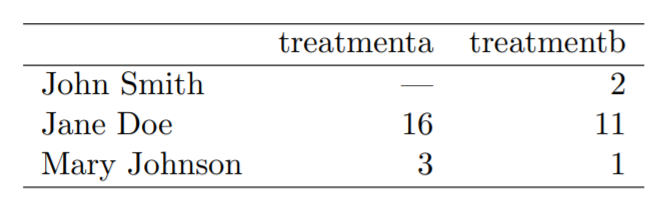 treatmenta treatmentb
John Smith — 2
Jane Doe 16 11
Mary Johnson 3 1